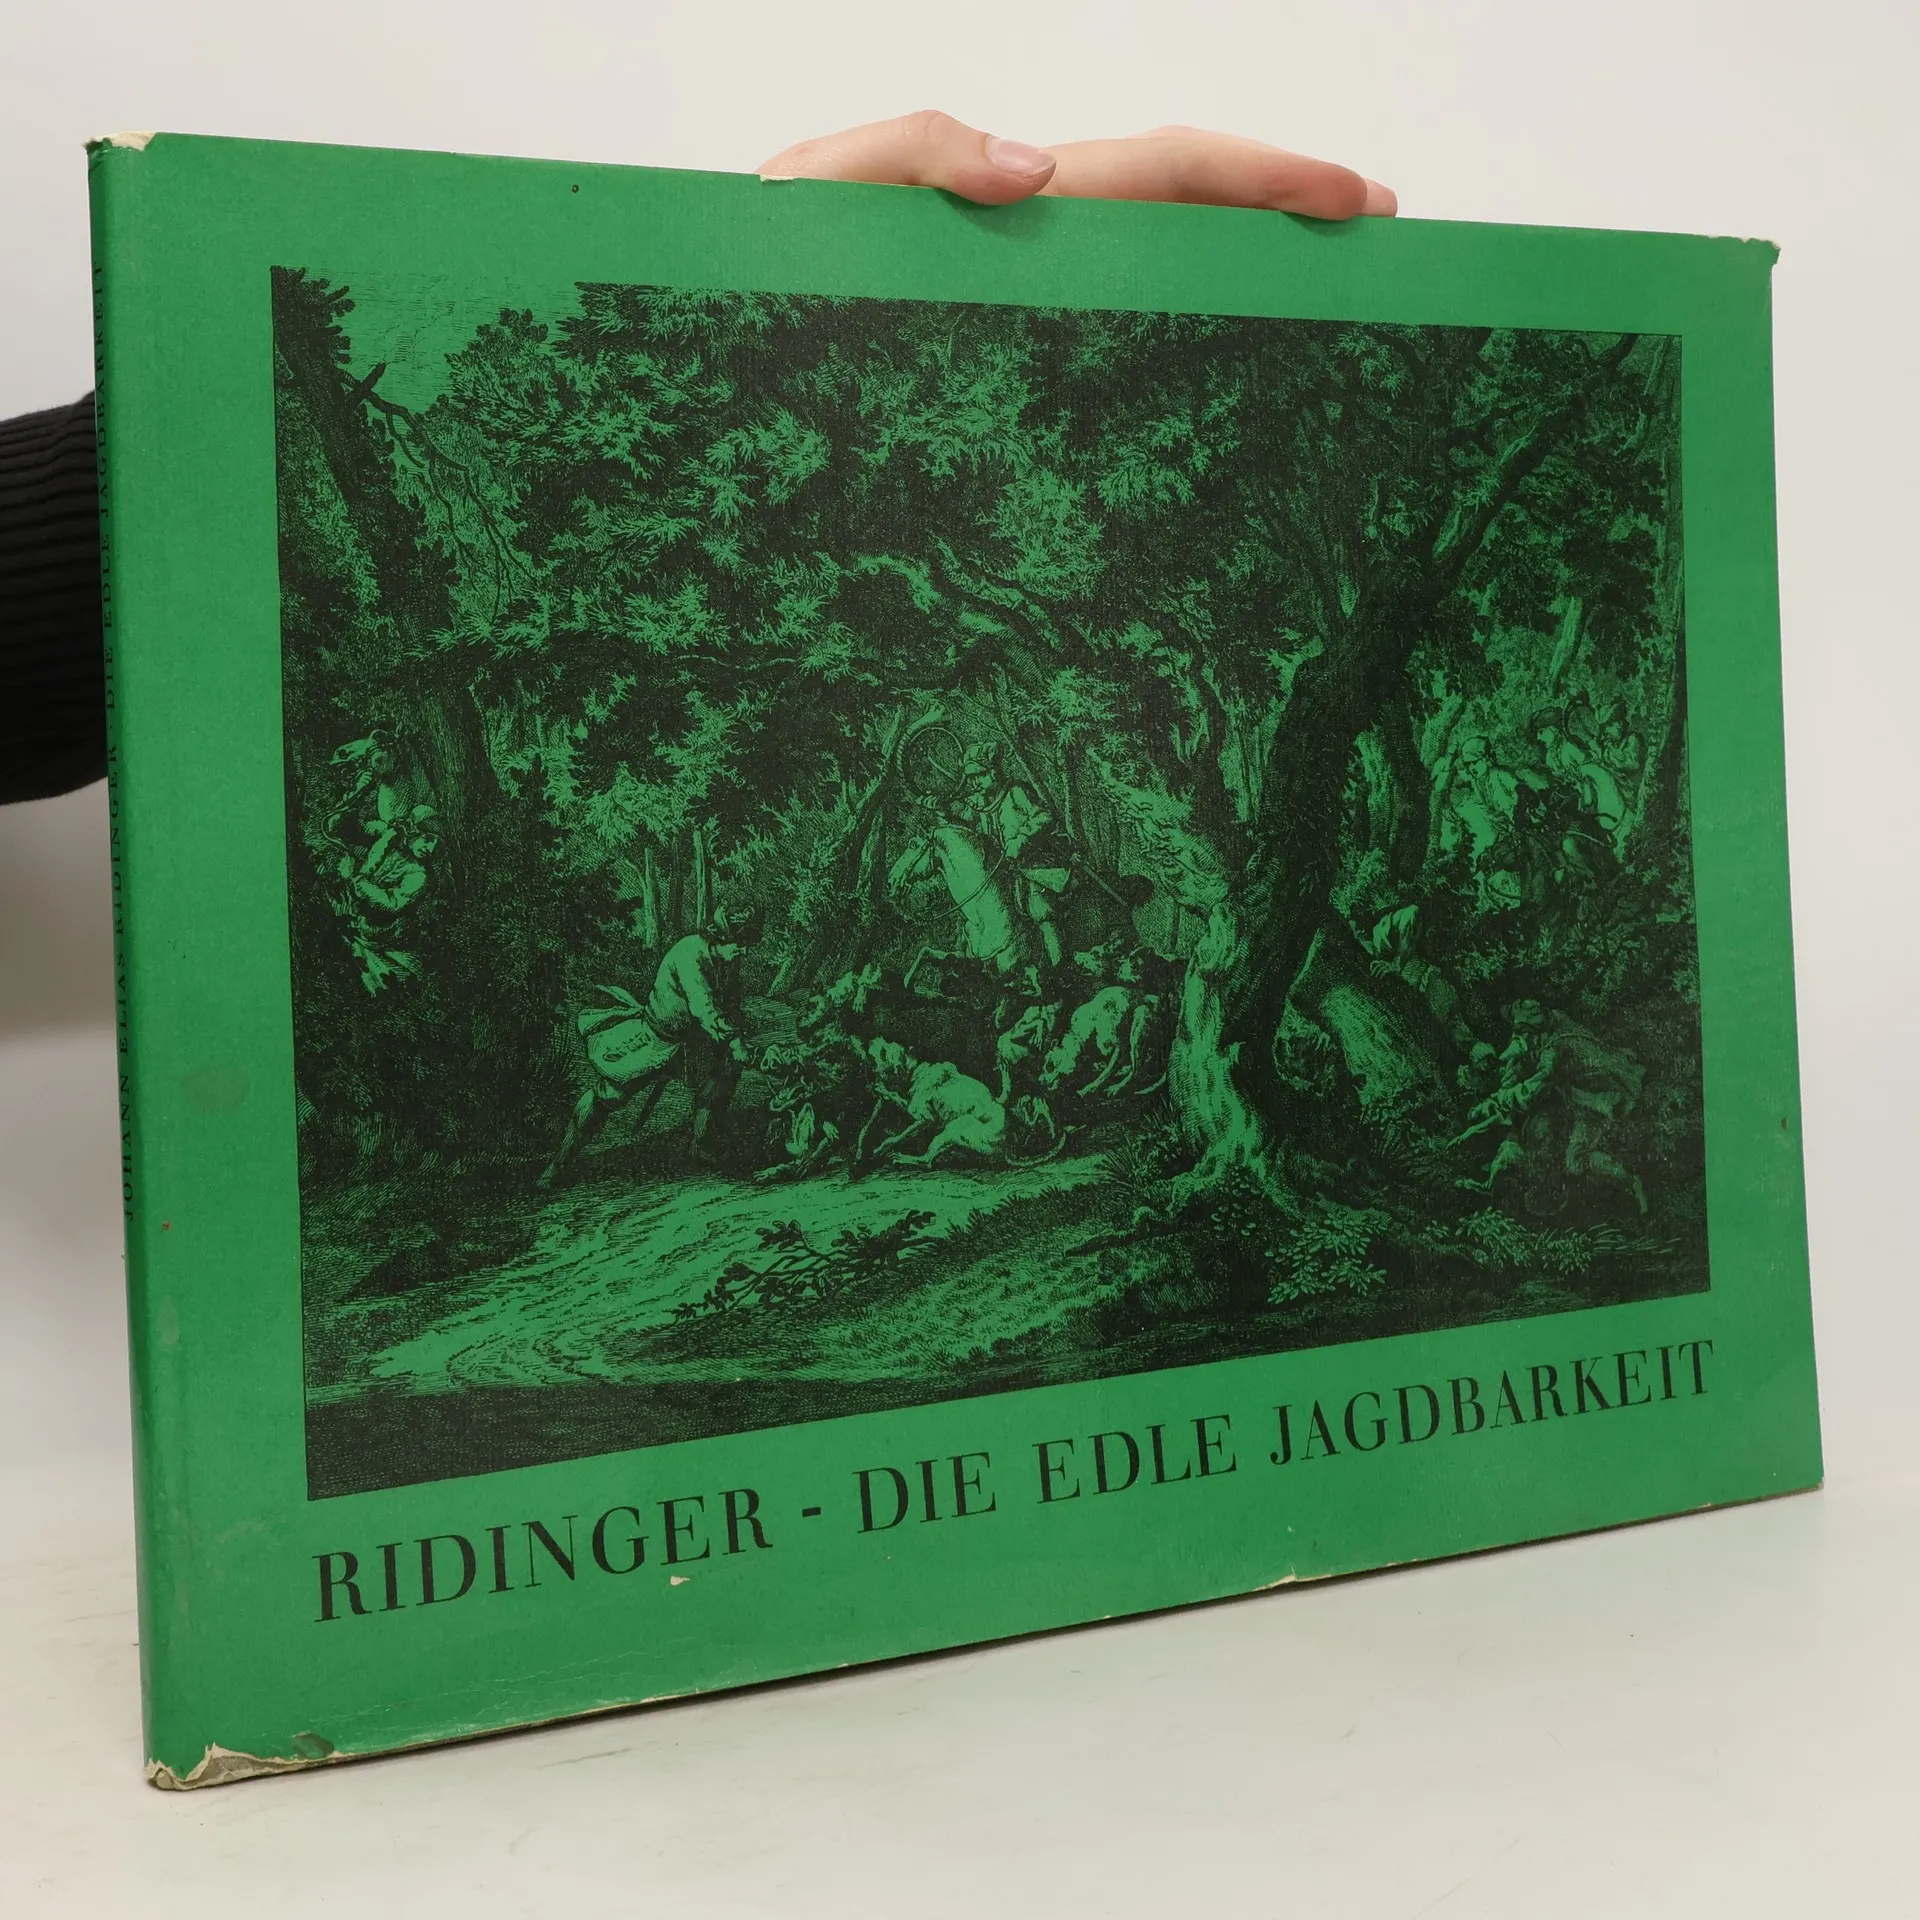 JOHANN ELIAS RIDINGER · DIE EDLE JAGDBARKEIT
RIDINGER - DIE EDLE JAGDBARKEIT